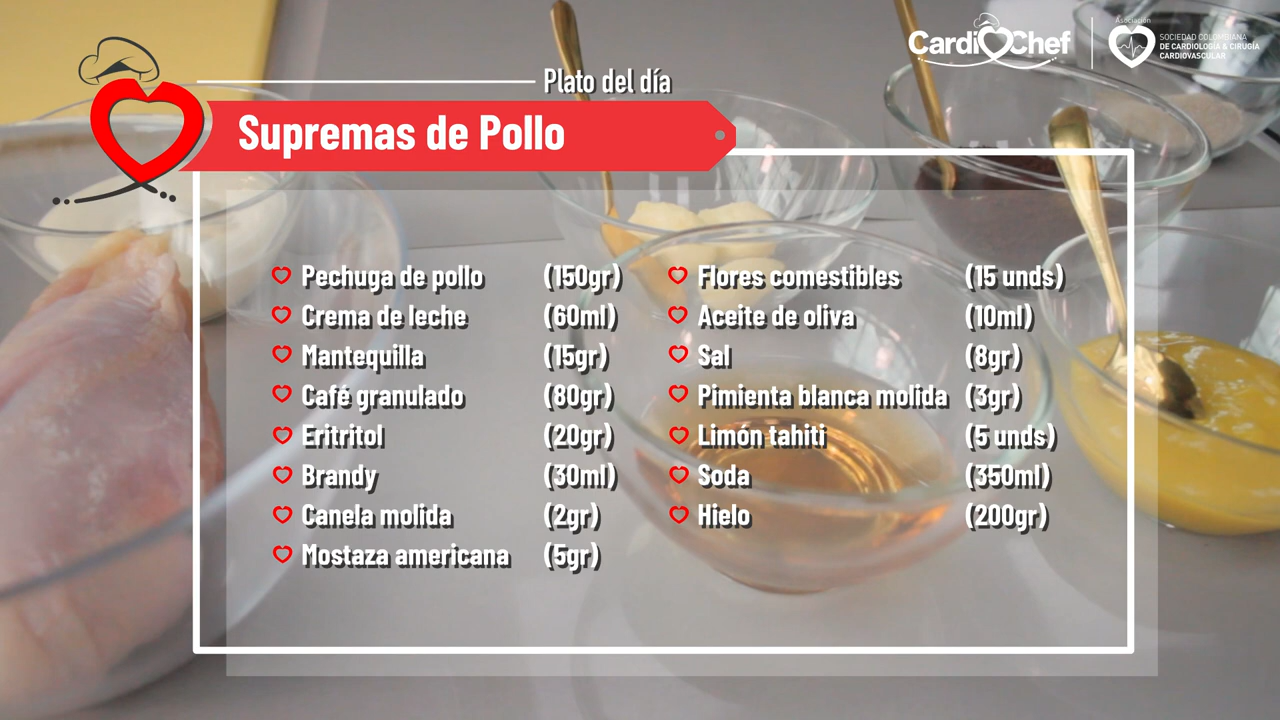 CardiChef
Asociación
SOCIEDAD COLOMBIANA
DE CARDIOLOGÍA & CIRUGÍA
CARDIOVASCULAR
Plato del día
Supremas de Pollo
Pechuga de pollo (150gr)
Crema de leche (60ml)
Mantequilla (15gr)
Café granulado (80gr)
Eritritol (20gr)
Brandy (30ml)
Canela molida (2gr)
Mostaza americana (5gr)
Flores comestibles (15 unds)
Aceite de oliva (10ml)
Sal (8gr)
Pimienta blanca molida (3gr)
Limón tahiti (5 unds)
Soda (350ml)
Hielo (200gr)